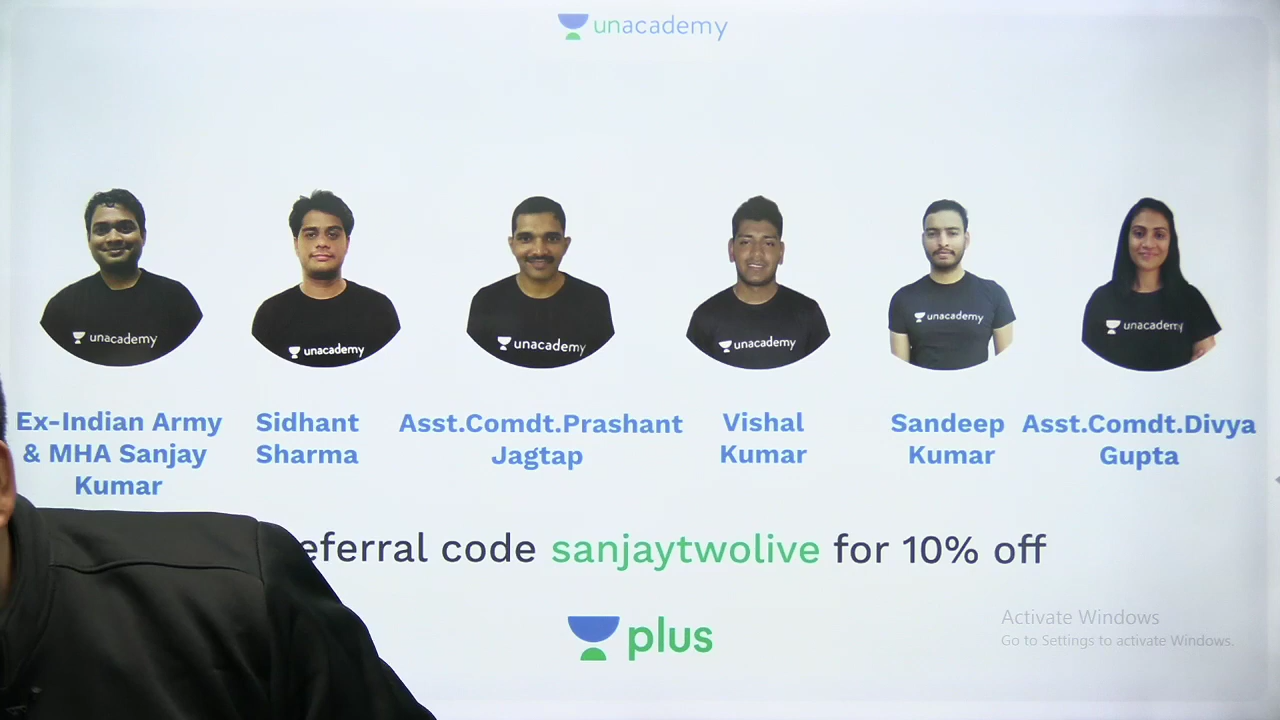 unacademy
unacademy
unacademy
unacademy
unacademy
unacademy
unacademy
Ex-Indian Army
& MHA Sanjay
Kumar
Sidhant
Sharma
Asst.Comdt.Prashant
Jagtap
Vishal
Kumar
Sandeep
Kumar
Asst.Comdt.Divya
Gupta
eferral code sanjaytwolive for 10% off
plus
Activate Windows
Go to Settings to activate Windows.